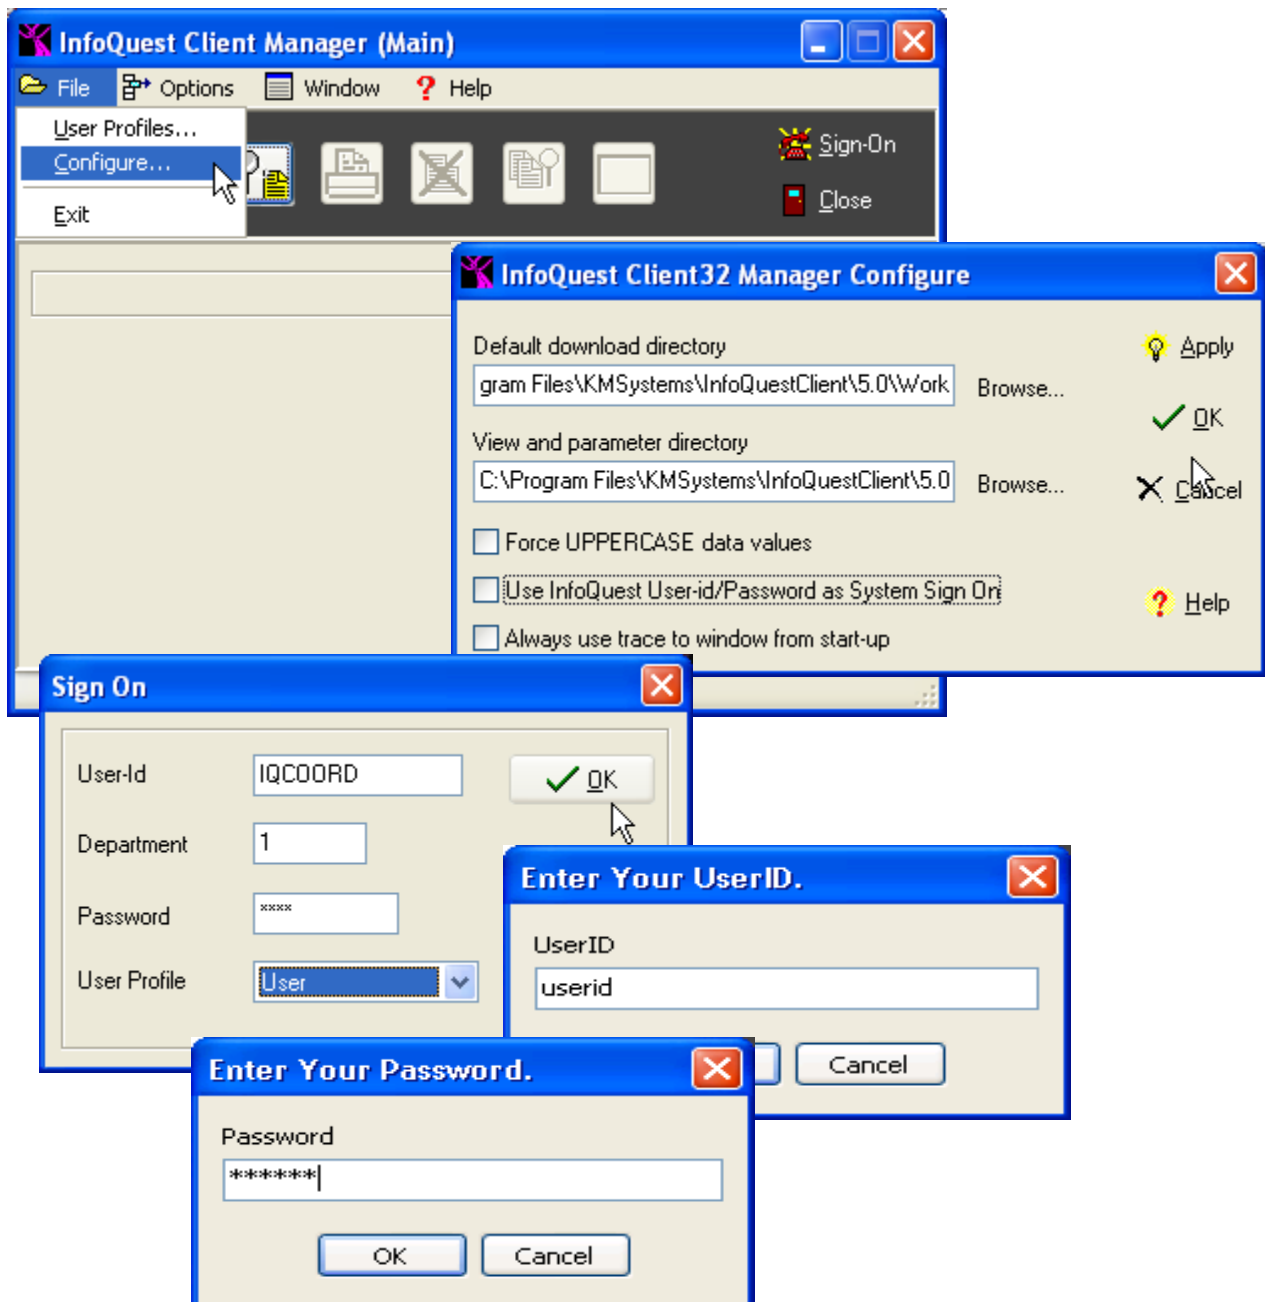 InfoQuest Client Manager (Main)
File Options Window ? Help
User Profiles...
Configure...
Exit
Sign-On
Close
InfoQuest Client32 Manager Configure
Default download directory
gram Files\KMSystems\InfoQuestClient\5.0\Work
Browse...
Apply
OK
View and parameter directory
C:\Program Files\KMSystems\InfoQuestClient\5.0
Browse...
Cancel
Force UPPERCASE data values
Use InfoQuest User-id/Password as System Sign On
? Help
Always use trace to window from start-up
Sign On
User-Id IQCOORD
OK
Department 1
Password ****
User Profile User
Enter Your UserID.
UserID
userid
Cancel
Enter Your Password.
Password
******
OK Cancel